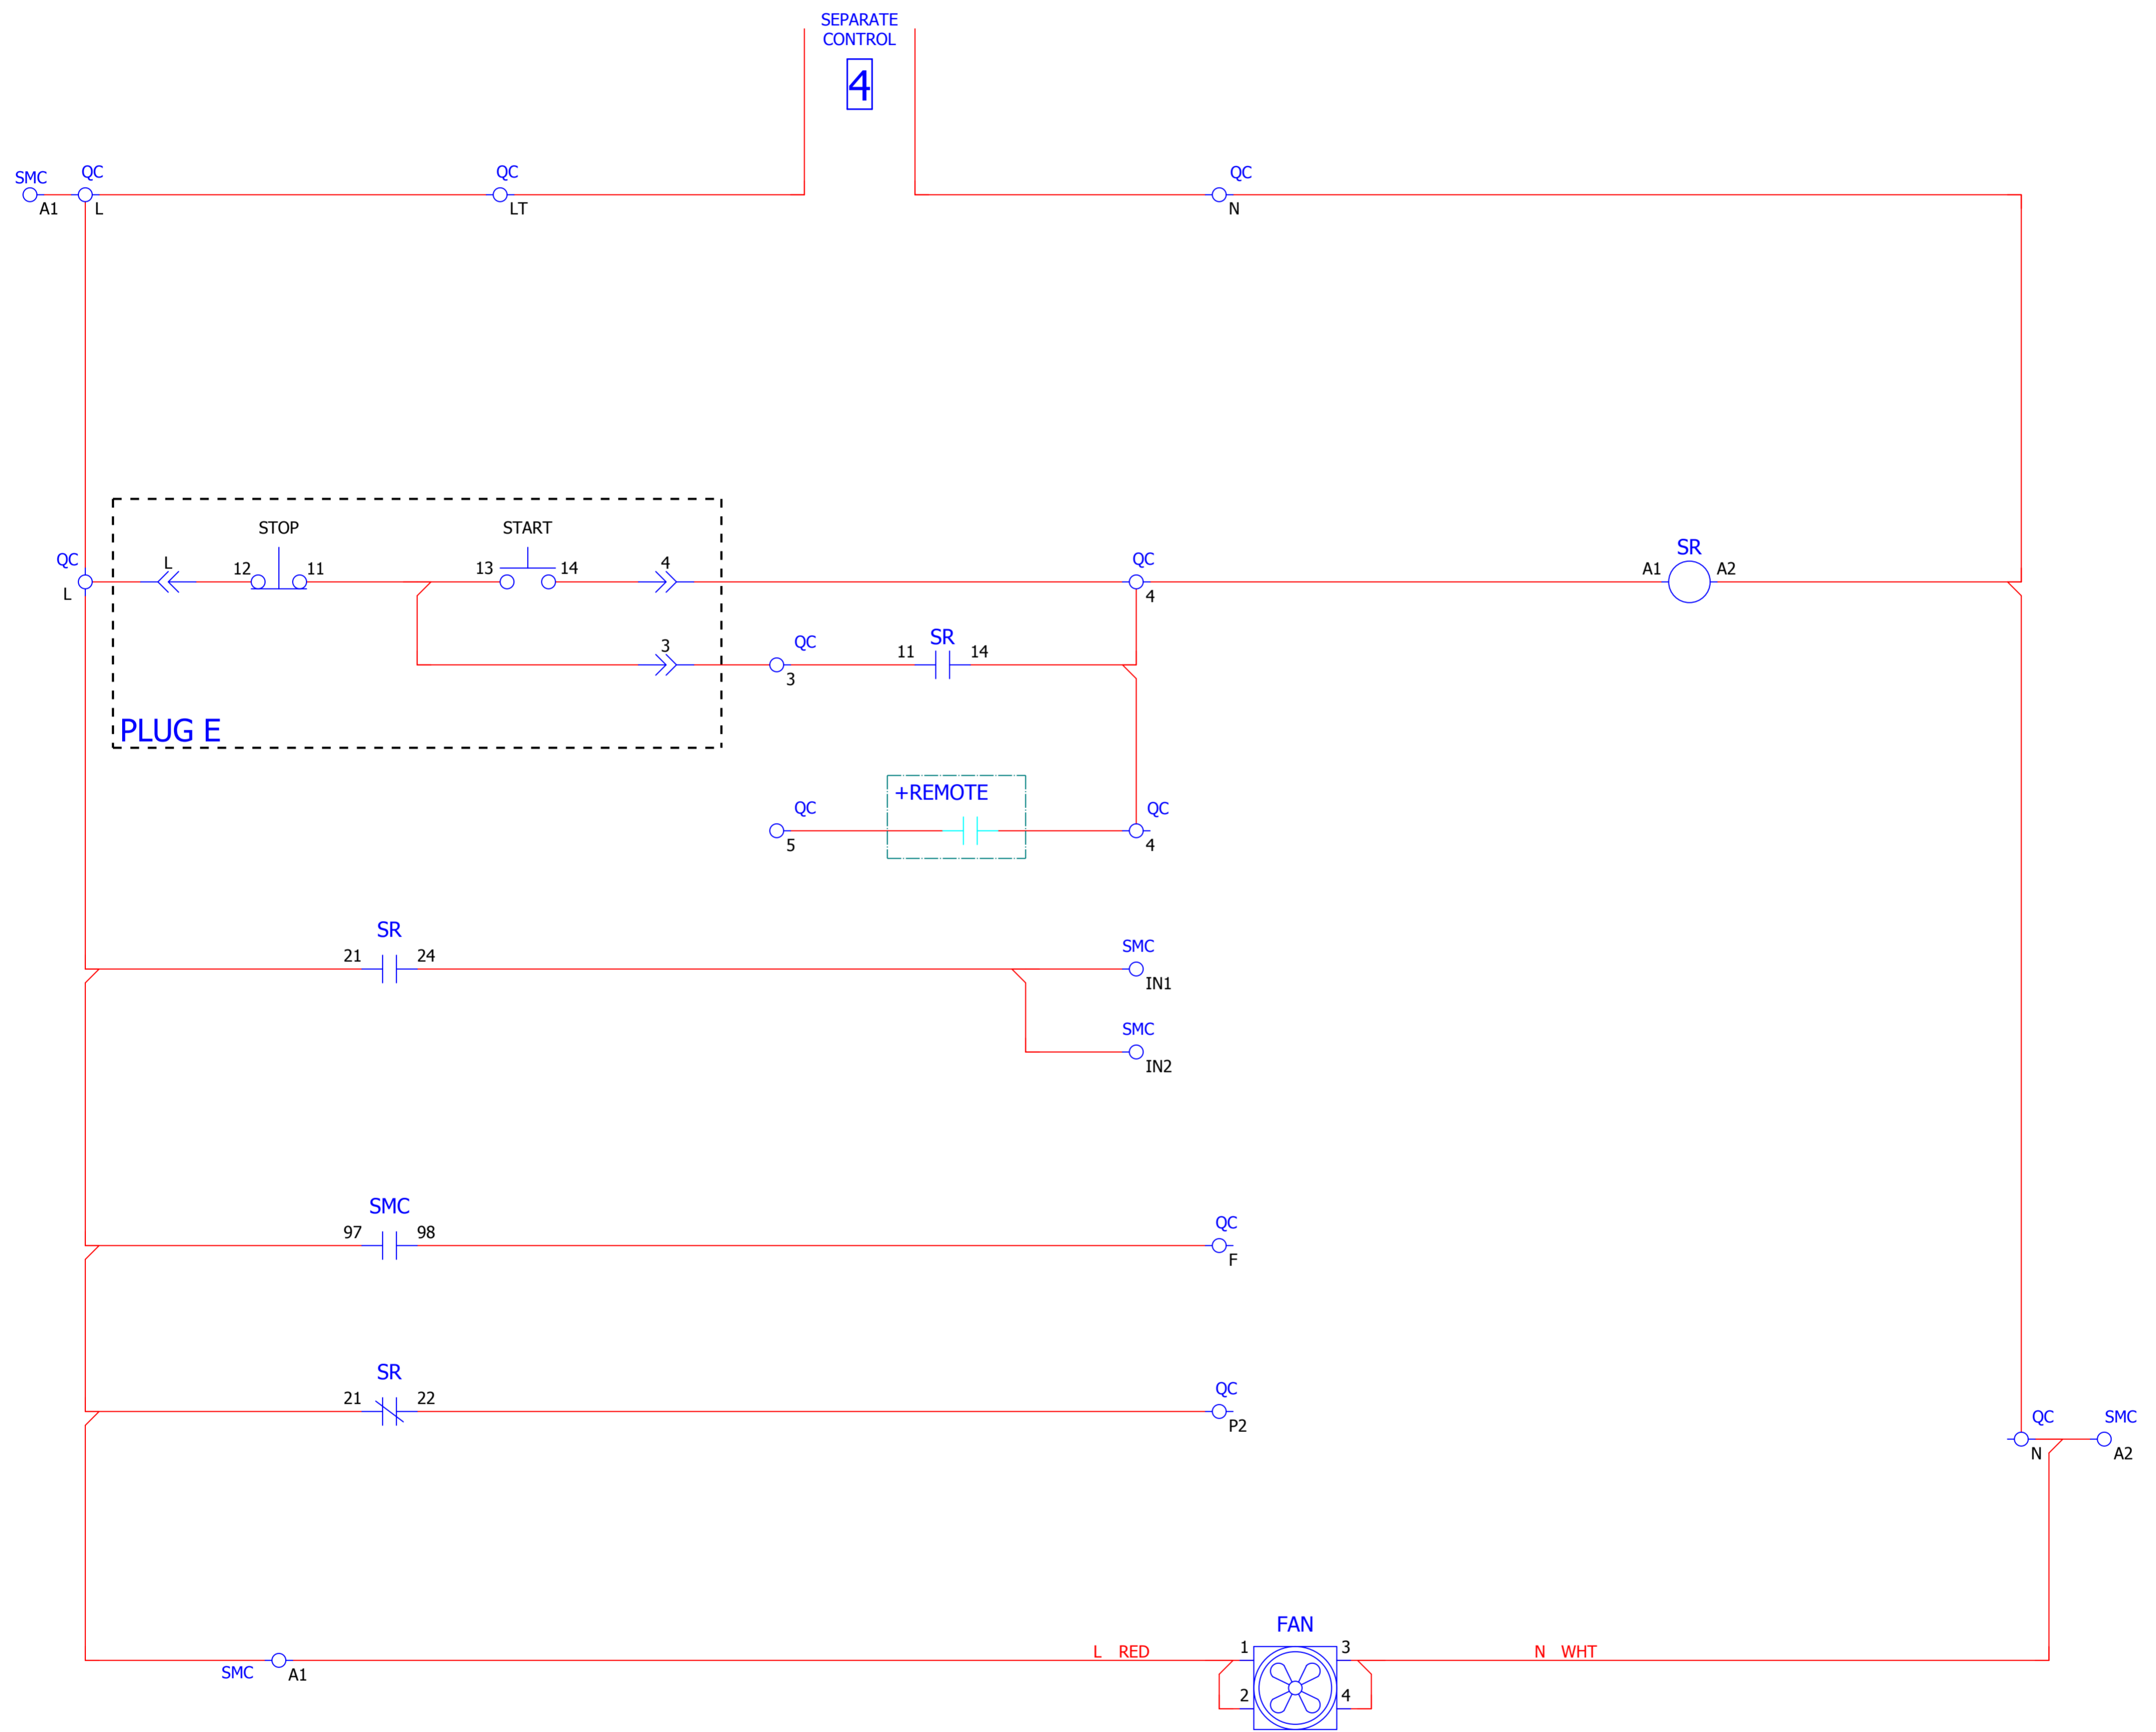 SEPARATE
CONTROL
4
SMC
A1
QC
L
QC
LT
QC
N
QC
L
L
STOP
12
11
START
13
14
4
QC
4
SR
A1
A2
3
QC
3
SR
11
14
PLUG E
QC
5
+REMOTE
QC
4
SR
21
24
SMC
IN1
SMC
IN2
SMC
97
98
QC
F
SR
21
22
QC
P2
QC
N
SMC
A2
SMC
A1
L RED
FAN
1
2
3
4
N WHT